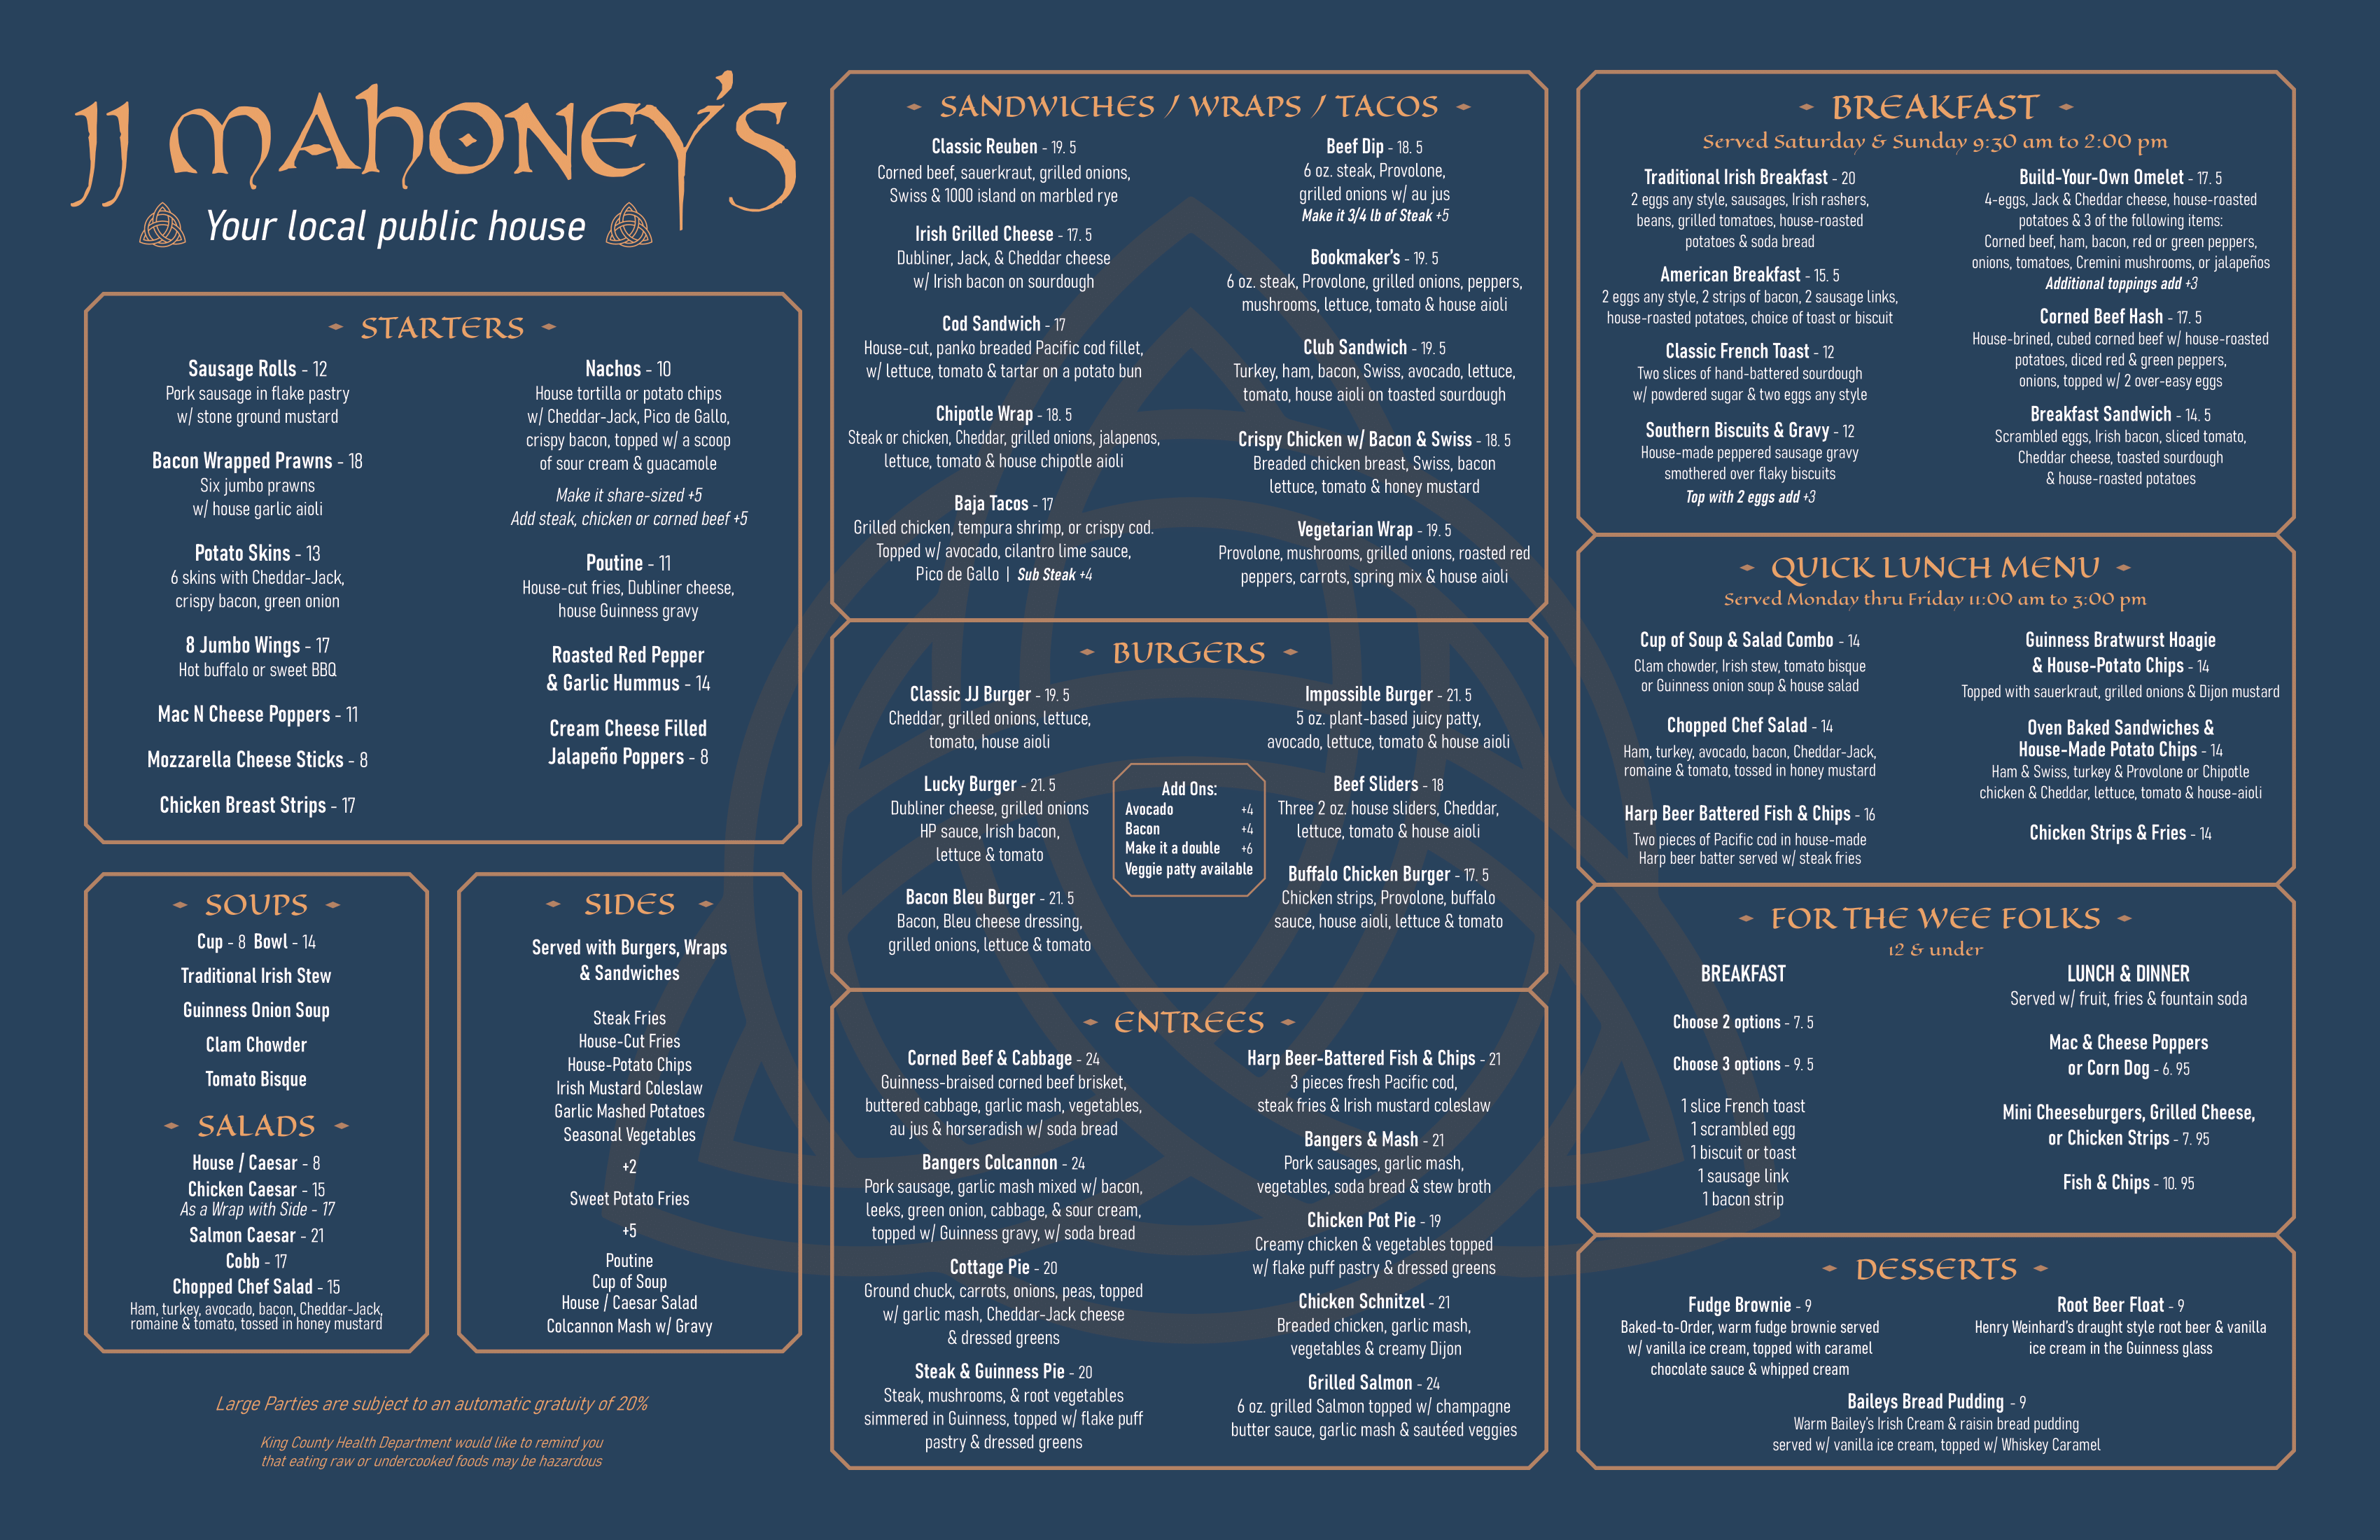 JJ MAHONEY'S
Your local public house
STARTERS
Sausage Rolls - 12
Pork sausage in flake pastry
w/ stone ground mustard
Bacon Wrapped Prawns - 18
Six jumbo prawns
w/ house garlic aioli
Potato Skins - 13
6 skins with Cheddar-Jack,
crispy bacon, green onion
8 Jumbo Wings - 17
Hot buffalo or sweet BBQ
Mac N Cheese Poppers - 11
Mozzarella Cheese Sticks - 8
Chicken Breast Strips - 17
Nachos - 10
House tortilla or potato chips
w/ Cheddar-Jack, Pico de Gallo,
crispy bacon, topped w/ a scoop
of sour cream & guacamole
Make it share-sized +5
Add steak, chicken or corned beef +5
Poutine - 11
House-cut fries, Dubliner cheese,
house Guinness gravy
Roasted Red Pepper
& Garlic Hummus - 14
Cream Cheese Filled
Jalapeño Poppers - 8
SOUPS
Cup - 8 Bowl - 14
Traditional Irish Stew
Guinness Onion Soup
Clam Chowder
Tomato Bisque
SALADS
House / Caesar - 8
Chicken Caesar - 15
As a Wrap with Side - 17
Salmon Caesar - 21
Cobb - 17
Chopped Chef Salad - 15
Ham, turkey, avocado, bacon, Cheddar-Jack,
romaine & tomato, tossed in honey mustard
SIDES
Served with Burgers, Wraps
& Sandwiches
Steak Fries
House-Cut Fries
House-Potato Chips
Irish Mustard Coleslaw
Garlic Mashed Potatoes
Seasonal Vegetables
+2
Sweet Potato Fries
+5
Poutine
Cup of Soup
House / Caesar Salad
Colcannon Mash w/ Gravy
Large Parties are subject to an automatic gratuity of 20%
King County Health Department would like to remind you
that eating raw or undercooked foods may be hazardous
SANDWICHES / WRAPS / TACOS
Classic Reuben - 19. 5
Corned beef, sauerkraut, grilled onions,
Swiss & 1000 island on marbled rye
Irish Grilled Cheese - 17. 5
Dubliner, Jack, & Cheddar cheese
w/ Irish bacon on sourdough
Cod Sandwich - 17
House-cut, panko breaded Pacific cod fillet,
w/ lettuce, tomato & tartar on a potato bun
Chipotle Wrap - 18. 5
Steak or chicken, Cheddar, grilled onions, jalapenos,
lettuce, tomato & house chipotle aioli
Baja Tacos - 17
Grilled chicken, tempura shrimp, or crispy cod.
Topped w/ avocado, cilantro lime sauce,
Pico de Gallo | Sub Steak +4
Beef Dip - 18. 5
6 oz. steak, Provolone,
grilled onions w/ au jus
Make it 3/4 lb of Steak +5
Bookmaker's - 19. 5
6 oz. steak, Provolone, grilled onions, peppers,
mushrooms, lettuce, tomato & house aioli
Club Sandwich - 19. 5
Turkey, ham, bacon, Swiss, avocado, lettuce,
tomato, house aioli on toasted sourdough
Crispy Chicken w/ Bacon & Swiss - 18. 5
Breaded chicken breast, Swiss, bacon
lettuce, tomato & honey mustard
Vegetarian Wrap - 19. 5
Provolone, mushrooms, grilled onions, roasted red
peppers, carrots, spring mix & house aioli
BURGERS
Classic JJ Burger - 19. 5
Cheddar, grilled onions, lettuce,
tomato, house aioli
Lucky Burger - 21. 5
Dubliner cheese, grilled onions
HP sauce, Irish bacon,
lettuce & tomato
Bacon Bleu Burger - 21. 5
Bacon, Bleu cheese dressing,
grilled onions, lettuce & tomato
Add Ons:
Avocado +4
Bacon +4
Make it a double +6
Veggie patty available
Impossible Burger - 21. 5
5 oz. plant-based juicy patty,
avocado, lettuce, tomato & house aioli
Beef Sliders - 18
Three 2 oz. house sliders, Cheddar,
lettuce, tomato & house aioli
Buffalo Chicken Burger - 17. 5
Chicken strips, Provolone, buffalo
sauce, house aioli, lettuce & tomato
ENTREES
Corned Beef & Cabbage - 24
Guinness-braised corned beef brisket,
buttered cabbage, garlic mash, vegetables,
au jus & horseradish w/ soda bread
Bangers Colcannon - 24
Pork sausage, garlic mash mixed w/ bacon,
leeks, green onion, cabbage, & sour cream,
topped w/ Guinness gravy, w/ soda bread
Cottage Pie - 20
Ground chuck, carrots, onions, peas, topped
w/ garlic mash, Cheddar-Jack cheese
& dressed greens
Steak & Guinness Pie - 20
Steak, mushrooms, & root vegetables
simmered in Guinness, topped w/ flake puff
pastry & dressed greens
Harp Beer-Battered Fish & Chips - 21
3 pieces fresh Pacific cod,
steak fries & Irish mustard coleslaw
Bangers & Mash - 21
Pork sausages, garlic mash,
vegetables, soda bread & stew broth
Chicken Pot Pie - 19
Creamy chicken & vegetables topped
w/ flake puff pastry & dressed greens
Chicken Schnitzel - 21
Breaded chicken, garlic mash,
vegetables & creamy Dijon
Grilled Salmon - 24
6 oz. grilled Salmon topped w/ champagne
butter sauce, garlic mash & sautéed veggies
BREAKFAST
Served Saturday & Sunday 9:30 am to 2:00 pm
Traditional Irish Breakfast - 20
2 eggs any style, sausages, Irish rashers,
beans, grilled tomatoes, house-roasted
potatoes & soda bread
American Breakfast - 15. 5
2 eggs any style, 2 strips of bacon, 2 sausage links,
house-roasted potatoes, choice of toast or biscuit
Classic French Toast - 12
Two slices of hand-battered sourdough
w/ powdered sugar & two eggs any style
Southern Biscuits & Gravy - 12
House-made peppered sausage gravy
smothered over flaky biscuits
Top with 2 eggs add +3
Build-Your-Own Omelet - 17. 5
4-eggs, Jack & Cheddar cheese, house-roasted
potatoes & 3 of the following items:
Corned beef, ham, bacon, red or green peppers,
onions, tomatoes, Cremini mushrooms, or jalapeños
Additional toppings add +3
Corned Beef Hash - 17. 5
House-brined, cubed corned beef w/ house-roasted
potatoes, diced red & green peppers,
onions, topped w/ 2 over-easy eggs
Breakfast Sandwich - 14. 5
Scrambled eggs, Irish bacon, sliced tomato,
Cheddar cheese, toasted sourdough
& house-roasted potatoes
QUICK LUNCH MENU
Served Monday thru Friday 11:00 am to 3:00 pm
Cup of Soup & Salad Combo - 14
Clam chowder, Irish stew, tomato bisque
or Guinness onion soup & house salad
Chopped Chef Salad - 14
Ham, turkey, avocado, bacon, Cheddar-Jack,
romaine & tomato, tossed in honey mustard
Harp Beer Battered Fish & Chips - 16
Two pieces of Pacific cod in house-made
Harp beer batter served w/ steak fries
Guinness Bratwurst Hoagie
& House-Potato Chips - 14
Topped with sauerkraut, grilled onions & Dijon mustard
Oven Baked Sandwiches &
House-Made Potato Chips - 14
Ham & Swiss, turkey & Provolone or Chipotle
chicken & Cheddar, lettuce, tomato & house-aioli
Chicken Strips & Fries - 14
FOR THE WEE FOLKS
12 & under
BREAKFAST
Choose 2 options - 7. 5
Choose 3 options - 9. 5
1 slice French toast
1 scrambled egg
1 biscuit or toast
1 sausage link
1 bacon strip
LUNCH & DINNER
Served w/ fruit, fries & fountain soda
Mac & Cheese Poppers
or Corn Dog - 6. 95
Mini Cheeseburgers, Grilled Cheese,
or Chicken Strips - 7. 95
Fish & Chips - 10. 95
DESSERTS
Fudge Brownie - 9
Baked-to-Order, warm fudge brownie served
w/ vanilla ice cream, topped with caramel
chocolate sauce & whipped cream
Root Beer Float - 9
Henry Weinhard's draught style root beer & vanilla
ice cream in the Guinness glass
Baileys Bread Pudding - 9
Warm Bailey's Irish Cream & raisin bread pudding
served w/ vanilla ice cream, topped w/ Whiskey Caramel